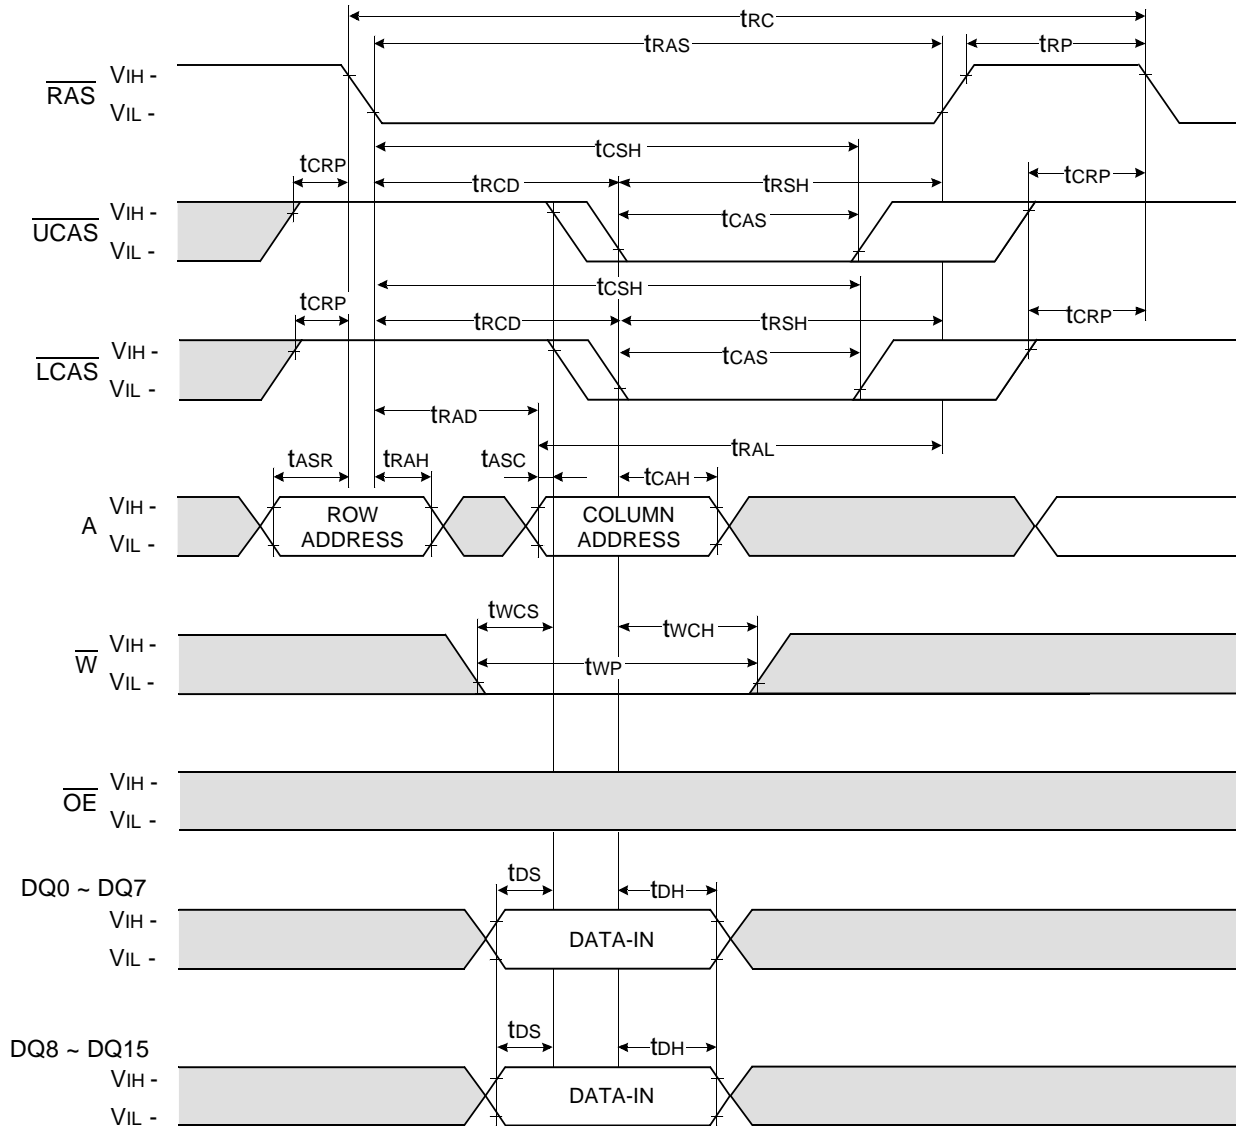 tRC
tRAS
tRP
RAS
VIH -
VIL -
tCSH
tCRP
tRCD
tRSH
tCRP
UCAS
VIH -
VIL -
tCAS
tCSH
tCRP
tRCD
tRSH
tCRP
LCAS
VIH -
VIL -
tCAS
tRAD
tRAL
tASR
tRAH
tASC
tCAH
A
VIH -
VIL -
ROW
ADDRESS
COLUMN
ADDRESS
tWCS
tWCH
W
VIH -
VIL -
tWP
OE
VIH -
VIL -
DQ0 ~ DQ7
tDS
tDH
VIH -
VIL -
DATA-IN
DQ8 ~ DQ15
tDS
tDH
VIH -
VIL -
DATA-IN